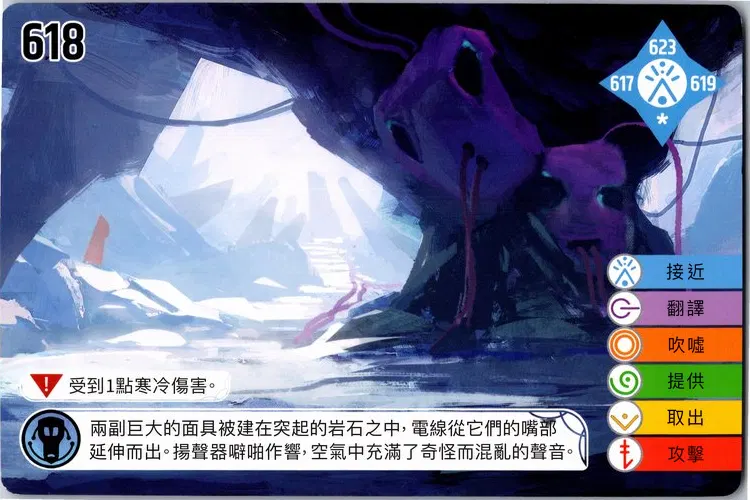 618
623
617 619
*
接近
翻譯
吹噓
提供
取出
攻擊
! 受到1點寒冷傷害。
兩副巨大的面具被建在突起的岩石之中，電線從它們的嘴部
延伸而出。揚聲器噼啪作響，空氣中充滿了奇怪而混亂的聲音。